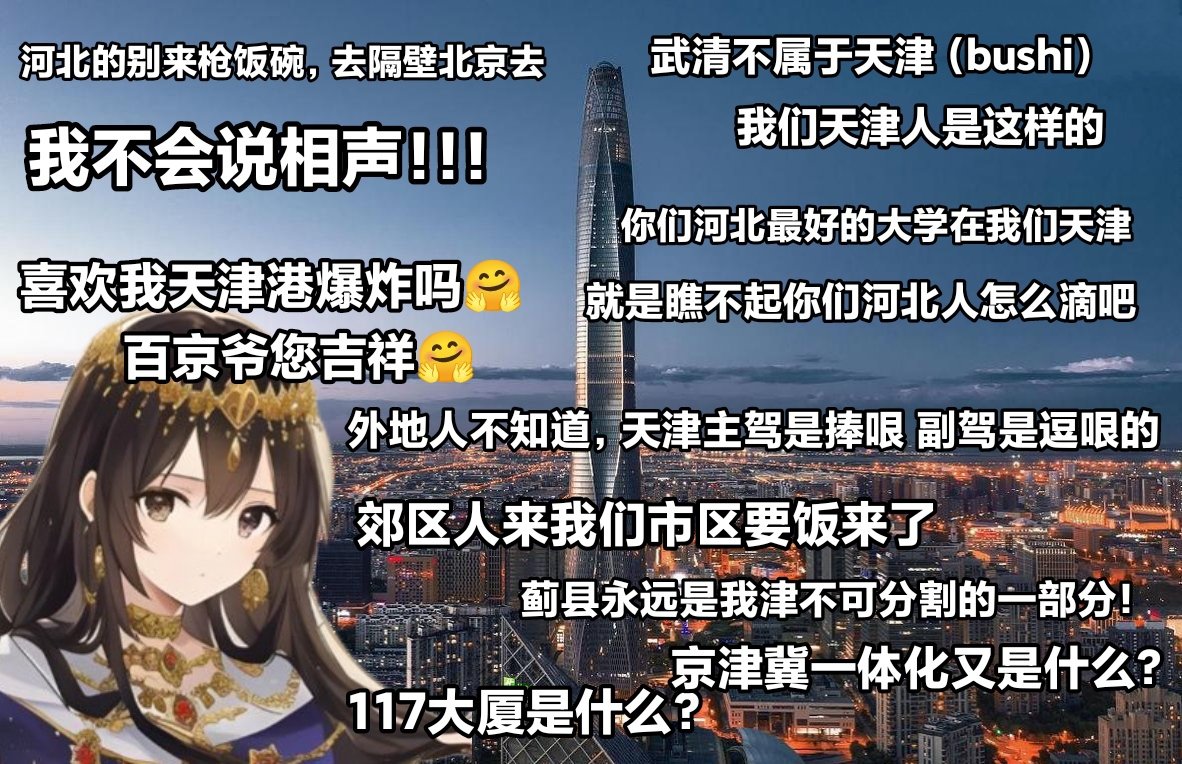 河北的别来枪饭碗，去隔壁北京去
武清不属于天津（bushi）
我们天津人是这样的
我不会说相声！！！
你们河北最好的大学在我们天津
喜欢我天津港爆炸吗🤗
就是瞧不起你们河北人怎么滴吧
百京爷您吉祥🤗
外地人不知道，天津主驾是捧哏 副驾是逗哏的
郊区人来我们市区要饭来了
蓟县永远是我津不可分割的一部分！
京津冀一体化又是什么？
117大厦是什么？